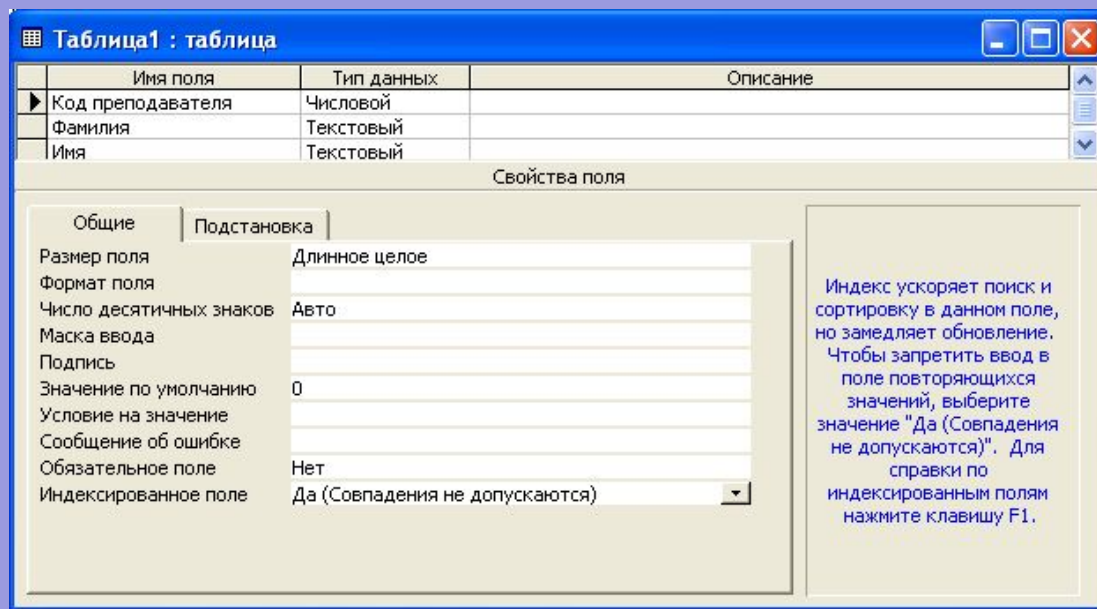 Таблица1 : таблица
Имя поля Тип данных Описание
Код преподавателя Числовой
Фамилия Текстовый
Имя Текстовый
Свойства поля
Общие Подстановка
Размер поля Длинное целое
Формат поля
Число десятичных знаков Авто
Маска ввода
Подпись
Значение по умолчанию 0
Условие на значение
Сообщение об ошибке
Обязательное поле Нет
Индексированное поле Да (Совпадения не допускаются)
Индекс ускоряет поиск и
сортировку в данном поле,
но замедляет обновление.
Чтобы запретить ввод в
поле повторяющихся
значений, выберите
значение "Да (Совпадения
не допускаются)". Для
справки по
индексированным полям
нажмите клавишу F1.